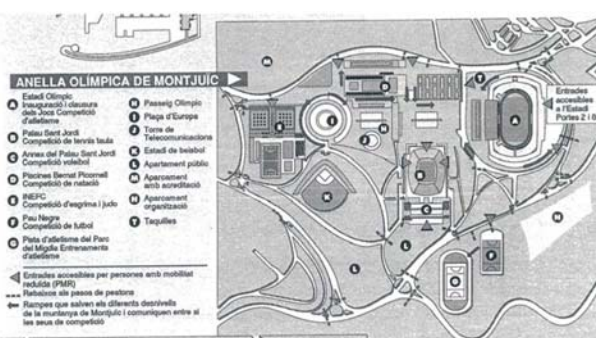 ANELLA OLÍMPICA DE MONTJUÏC
A Estadi Olímpic
Inauguració i clausura
dels Jocs Competició
d'atletisme
B Palau Sant Jordi
Competició de tennis taula
C Annex del Palau Sant Jordi
Competició voleibol
D Piscines Bernat Picornell
Competició de natació
E INEFC
Competició d'esgrima i judo
F Pau Negre
Competició de futbol
G Pista d'atletisme del Parc
del Migdia Entrenaments
d'atletisme
H Passeig Olímpic
I Plaça d'Europa
J Torre de
Telecomunicacions
K Estadi de beisbol
L Apartament públic
M Aparcament
amb acreditació
N Aparcament
organització
T Taquilles
Entrades accesibles per persones amb mobilitat
reduïda (PMR)
Rebaixos als pasos de peatons
Rampes que salven els diferents desnivells
de la muntanya de Montjuïc i comuniquen entre si
les seus de competició
Entrades
accesibles
a l'Estadi
Portes 2 i 8
M
T
A
D
I
J
E
B
K
C
L
L
F
G